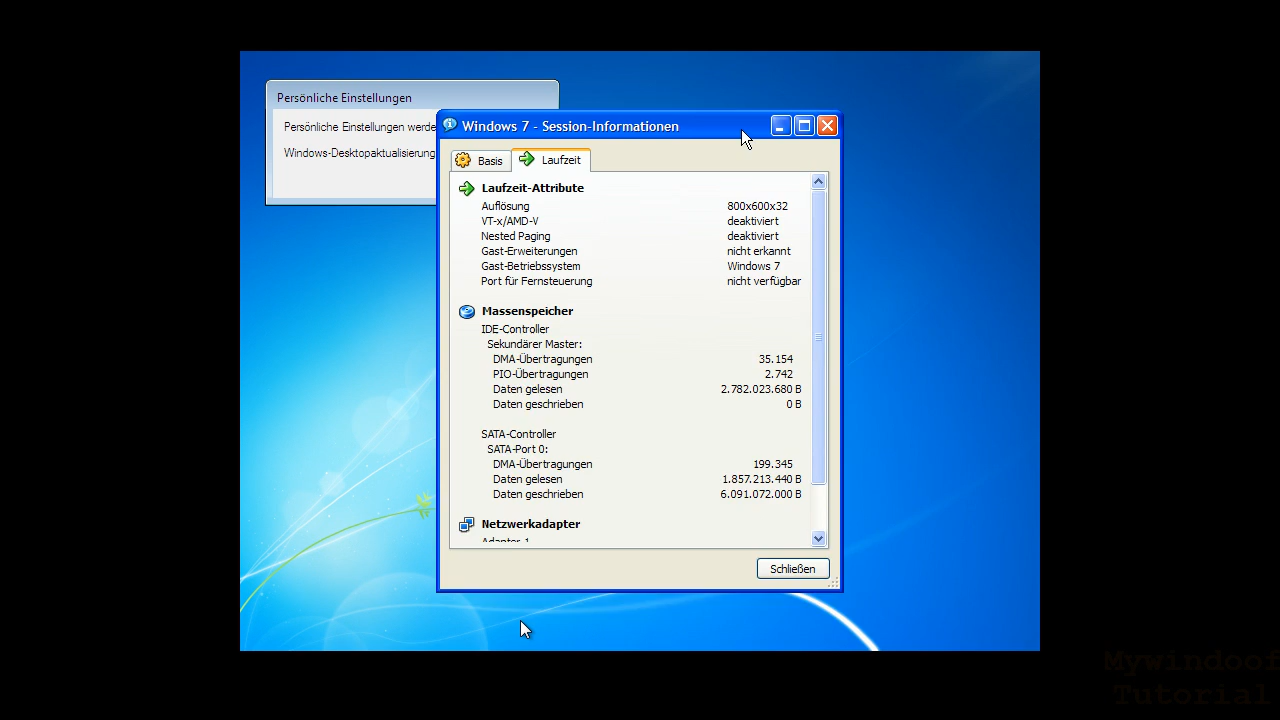 Persönliche Einstellungen
Persönliche Einstellungen werde
Windows-Desktopaktualisierung
Windows 7 - Session-Informationen
Basis Laufzeit
Laufzeit-Attribute
Auflösung 800x600x32
VT-x/AMD-V deaktiviert
Nested Paging deaktiviert
Gast-Erweiterungen nicht erkannt
Gast-Betriebssystem Windows 7
Port für Fernsteuerung nicht verfügbar
Massenspeicher
IDE-Controller
Sekundärer Master:
DMA-Übertragungen 35.154
PIO-Übertragungen 2.742
Daten gelesen 2.782.023.680 B
Daten geschrieben 0 B
SATA-Controller
SATA-Port 0:
DMA-Übertragungen 199.345
Daten gelesen 1.857.213.440 B
Daten geschrieben 6.091.072.000 B
Netzwerkadapter
Adapter 1
Schließen
Mywindoof
Tutorial